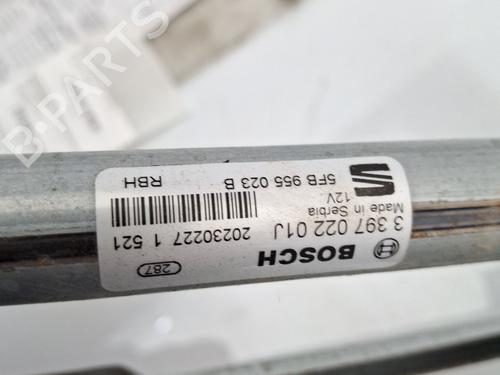 BOSCH
287
3 397 022 01J
Made in Serbia
12V
20230227 1 521
5FB 955 023 B
RBH
B-PARTS